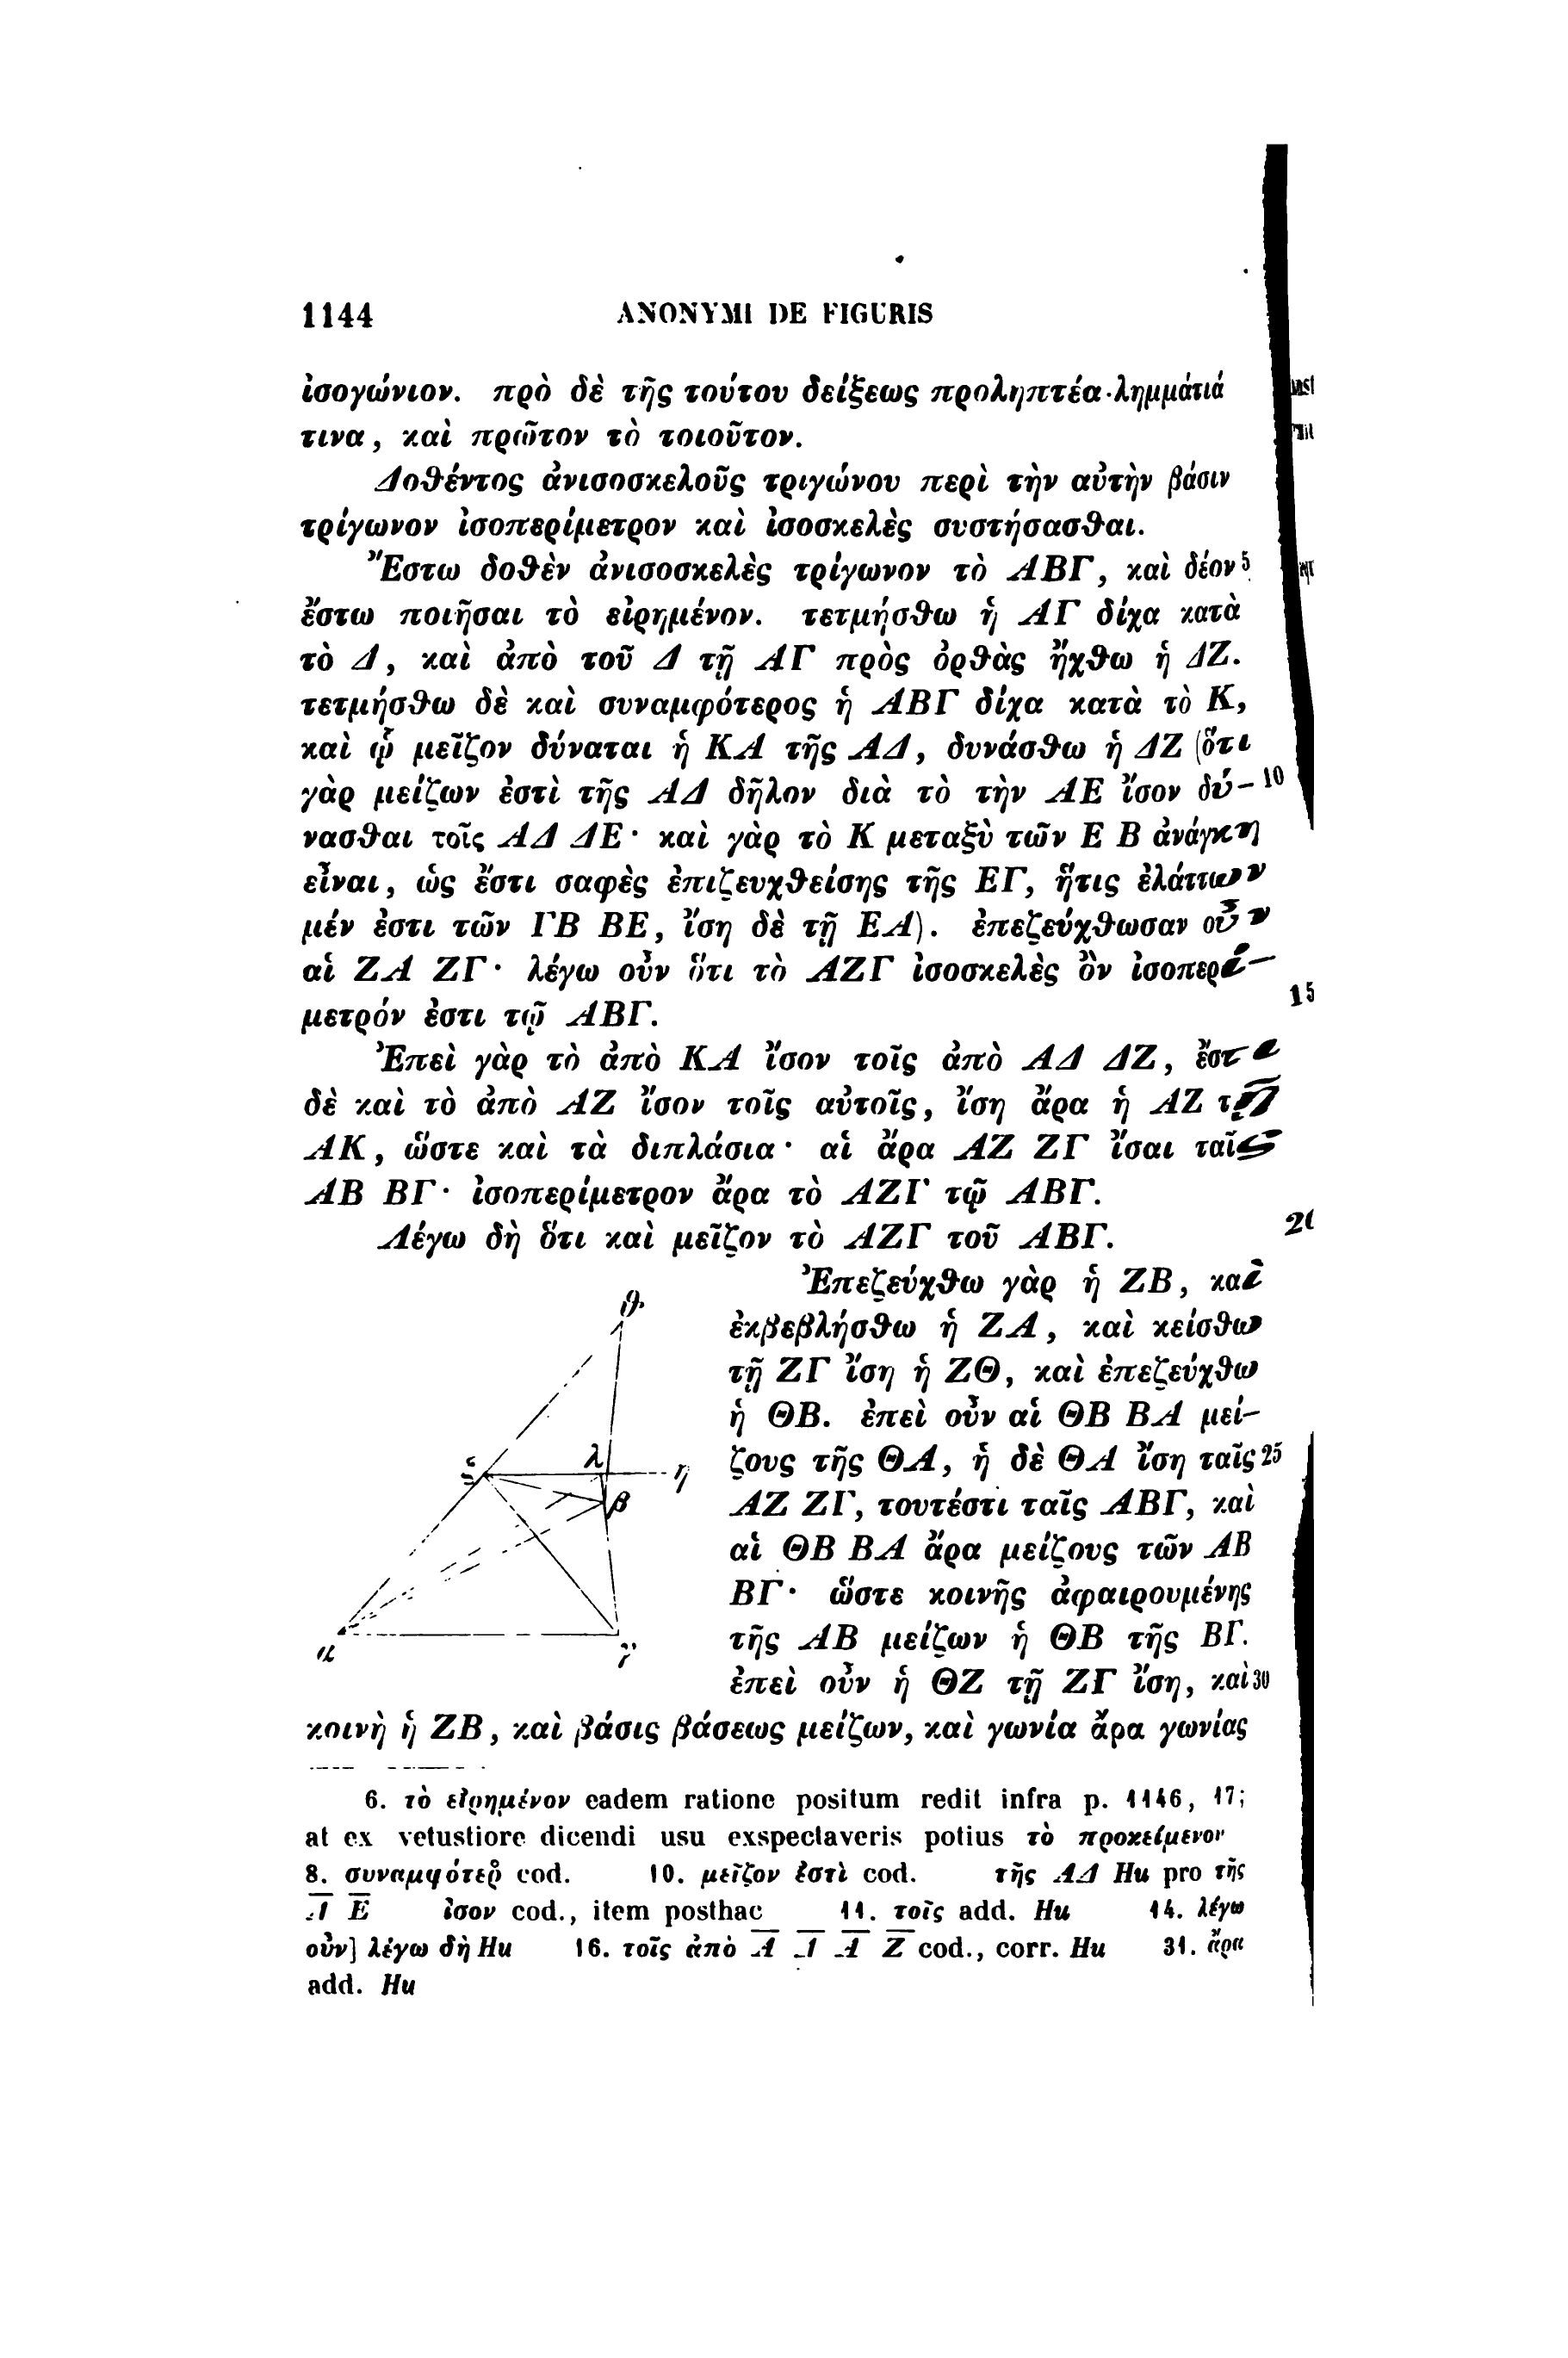 1144 ANONYMI DE FIGURIS
ἰσογώνιον. πρὸ δὲ τῆς τούτου δείξεως προληπτέα λημμάτιά
τινα, καὶ πρῶτον τὸ τοιοῦτον.
Δοθέντος ἀνισοσκελοῦς τριγώνου περὶ τὴν αὐτὴν βάσιν
τρίγωνον ἰσοπερίμετρον καὶ ἰσοσκελὲς συστήσασθαι.
Ἔστω δοθὲν ἀνισοσκελὲς τρίγωνον τὸ ΑΒΓ, καὶ δέον 5
ἔστω ποιῆσαι τὸ εἰρημένον. τετμήσθω ἡ ΑΓ δίχα κατὰ
τὸ Δ, καὶ ἀπὸ τοῦ Δ τῇ ΑΓ πρὸς ὀρθὰς ἤχθω ἡ ΔΖ.
τετμήσθω δὲ καὶ συναμφότερος ἡ ΑΒΓ δίχα κατὰ τὸ Κ,
καὶ ᾧ μεῖζον δύναται ἡ ΚΑ τῆς ΑΔ, δυνάσθω ἡ ΔΖ (ὅτι
γὰρ μείζων ἐστὶ τῆς ΑΔ δῆλον διὰ τὸ τὴν ΑΕ ἴσον δύ- 10
νασθαι τοῖς ΑΔ ΔΕ· καὶ γὰρ τὸ Κ μεταξὺ τῶν Ε Β ἀνάγκη
εἶναι, ὡς ἔστι σαφὲς ἐπιζευχθείσης τῆς ΕΓ, ἥτις ἐλάττων
μέν ἐστι τῶν ΓΒ ΒΕ, ἴση δὲ τῇ ΕΑ). ἐπεζεύχθωσαν οὖν
αἱ ΖΑ ΖΓ· λέγω οὖν ὅτι τὸ ΑΖΓ ἰσοσκελὲς ὂν ἰσοπερί-
μετρόν ἐστι τῷ ΑΒΓ. 15
Ἐπεὶ γὰρ τὸ ἀπὸ ΚΑ ἴσον τοῖς ἀπὸ ΑΔ ΔΖ, ἔστι
δὲ καὶ τὸ ἀπὸ ΑΖ ἴσον τοῖς αὐτοῖς, ἴση ἄρα ἡ ΑΖ τῇ
ΑΚ, ὥστε καὶ τὰ διπλάσια· αἱ ἄρα ΑΖ ΖΓ ἴσαι ταῖς
ΑΒ ΒΓ· ἰσοπερίμετρον ἄρα τὸ ΑΖΓ τῷ ΑΒΓ.
Λέγω δὴ ὅτι καὶ μεῖζον τὸ ΑΖΓ τοῦ ΑΒΓ.
Ἐπεζεύχθω γὰρ ἡ ΖΒ, καὶ
ἐκβεβλήσθω ἡ ΖΑ, καὶ κείσθω
τῇ ΖΓ ἴση ἡ ΖΘ, καὶ ἐπεζεύχθω
ἡ ΘΒ. ἐπεὶ οὖν αἱ ΘΒ ΒΑ μεί-
ζους τῆς ΘΑ, ἡ δὲ ΘΑ ἴση ταῖς 25
ΑΖ ΖΓ, τουτέστι ταῖς ΑΒΓ, καὶ
αἱ ΘΒ ΒΑ ἄρα μείζους τῶν ΑΒ
ΒΓ· ὥστε κοινῆς ἀφαιρουμένης
τῆς ΑΒ μείζων ἡ ΘΒ τῆς ΒΓ.
ἐπεὶ οὖν ἡ ΘΖ τῇ ΖΓ ἴση, καὶ 30
κοινὴ ἡ ΖΒ, καὶ βάσις βάσεως μείζων, καὶ γωνία ἄρα γωνίας
θ
ζ λ η
β
α γ
6. τὸ εἰρημένον eadem ratione positum redit infra p. 1146, 17;
at ex vetustiore dicendi usu exspectaveris potius τὸ προκείμενον
8. συναμφότερ cod. 10. μεῖζον ἐστὶ cod. τῆς ΑΔ Hu pro τῆς
Α Ε ἴσον cod., item posthac 11. τοῖς add. Hu 14. λέγω
οὖν] λέγω δὴ Hu 16. τοῖς ἀπὸ Α Δ Δ Ζ cod., corr. Hu 31. ἄρα
add. Hu